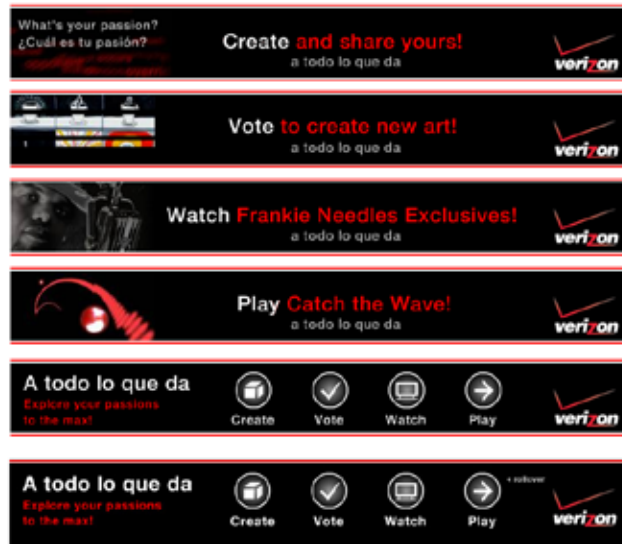 What's your passion?
¿Cuál es tu pasión?
Create and share yours!
a todo lo que da
verizon
Vote to create new art!
a todo lo que da
verizon
Watch Frankie Needles Exclusives!
a todo lo que da
verizon
Play Catch the Wave!
a todo lo que da
verizon
A todo lo que da
Explore your passions
to the max!
Create Vote Watch Play
verizon
A todo lo que da
Explore your passions
to the max!
+ rollover
Create Vote Watch Play
verizon